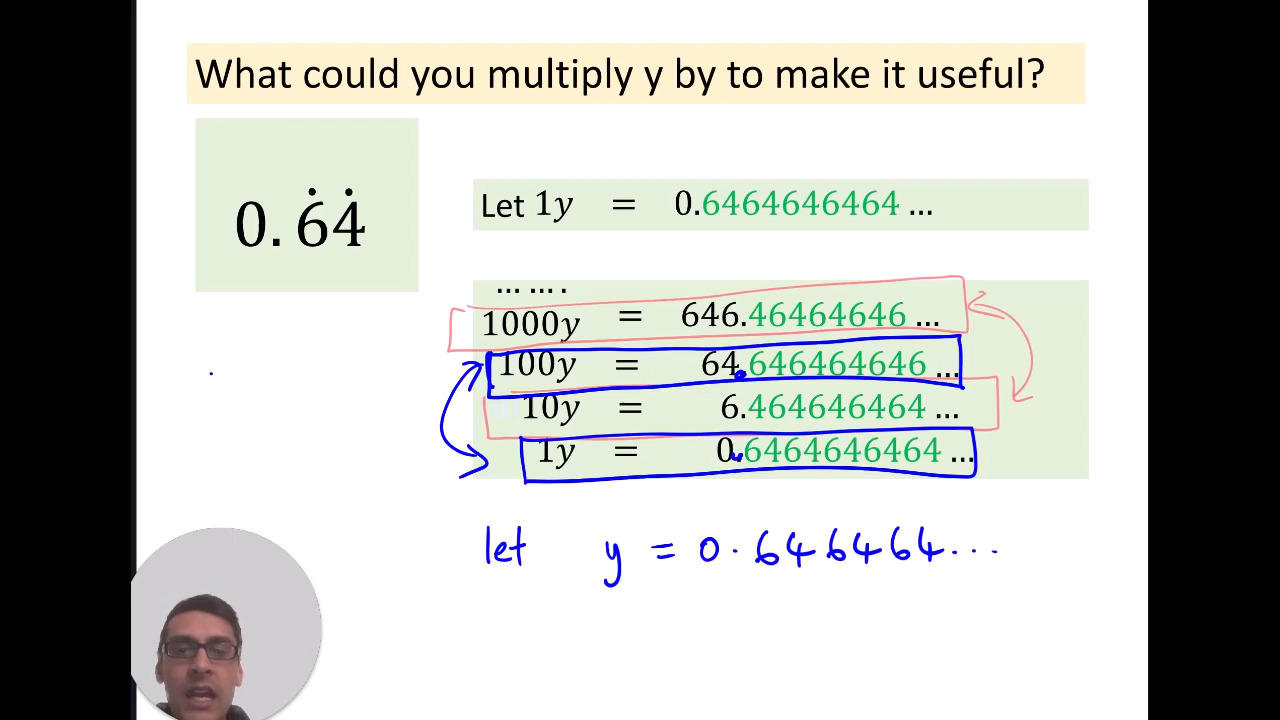 What could you multiply y by to make it useful?
0.6̇4̇
Let 1y = 0.6464646464 ...
... ... .
1000y = 646.46464646 ...
100y = 64.646464646 ...
10y = 6.464646464 ...
1y = 0.6464646464 ...
let y = 0.646464...